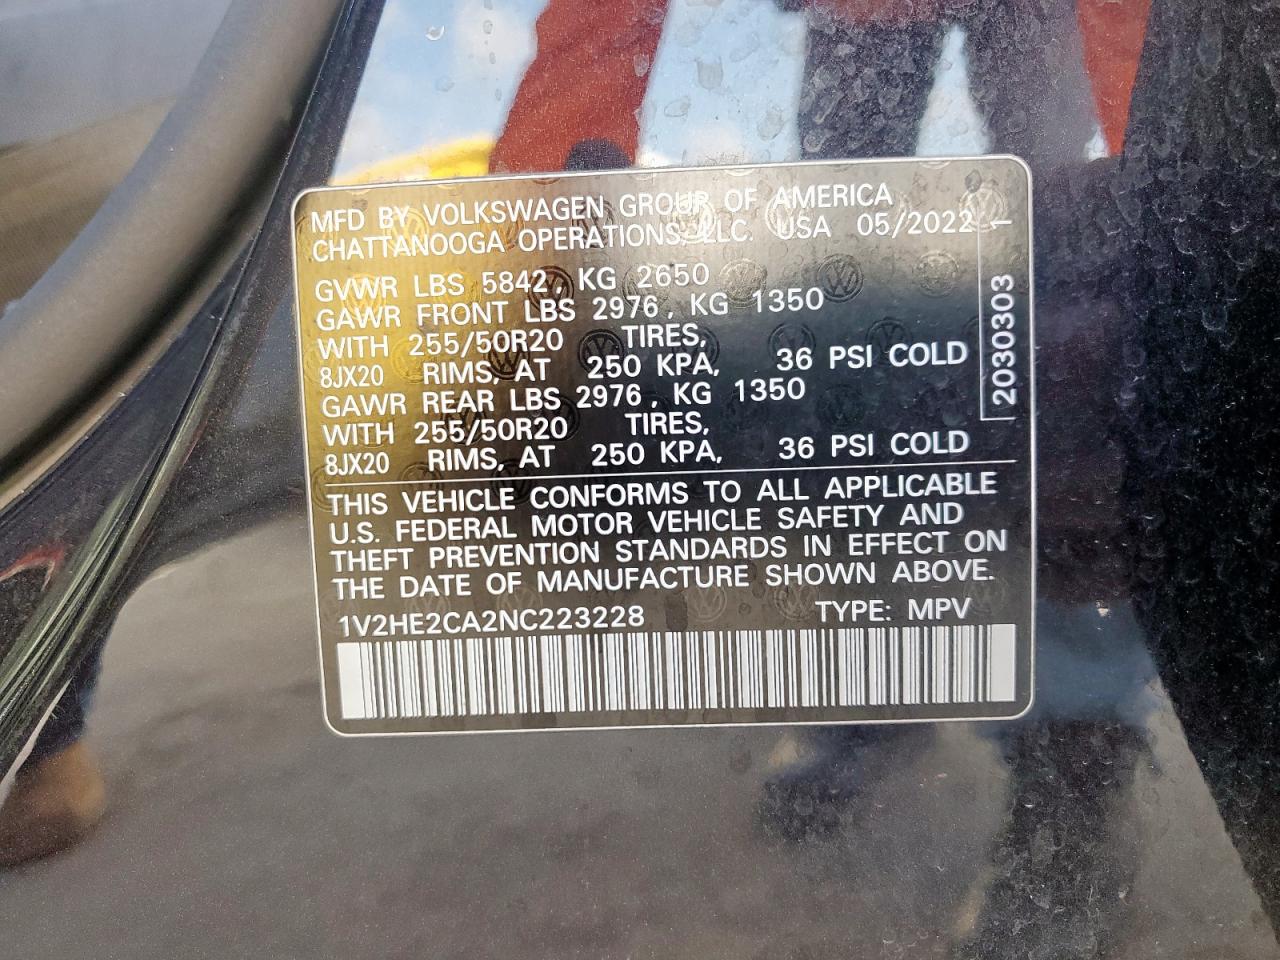 MFD BY VOLKSWAGEN GROUP OF AMERICA
CHATTANOOGA OPERATIONS, LLC. USA 05/2022
GVWR LBS 5842, KG 2650
GAWR FRONT LBS 2976, KG 1350
WITH 255/50R20 TIRES,
8JX20 RIMS, AT 250 KPA, 36 PSI COLD
GAWR REAR LBS 2976, KG 1350
WITH 255/50R20 TIRES,
8JX20 RIMS, AT 250 KPA, 36 PSI COLD
2030303
THIS VEHICLE CONFORMS TO ALL APPLICABLE
U.S. FEDERAL MOTOR VEHICLE SAFETY AND
THEFT PREVENTION STANDARDS IN EFFECT ON
THE DATE OF MANUFACTURE SHOWN ABOVE.
1V2HE2CA2NC223228 TYPE: MPV